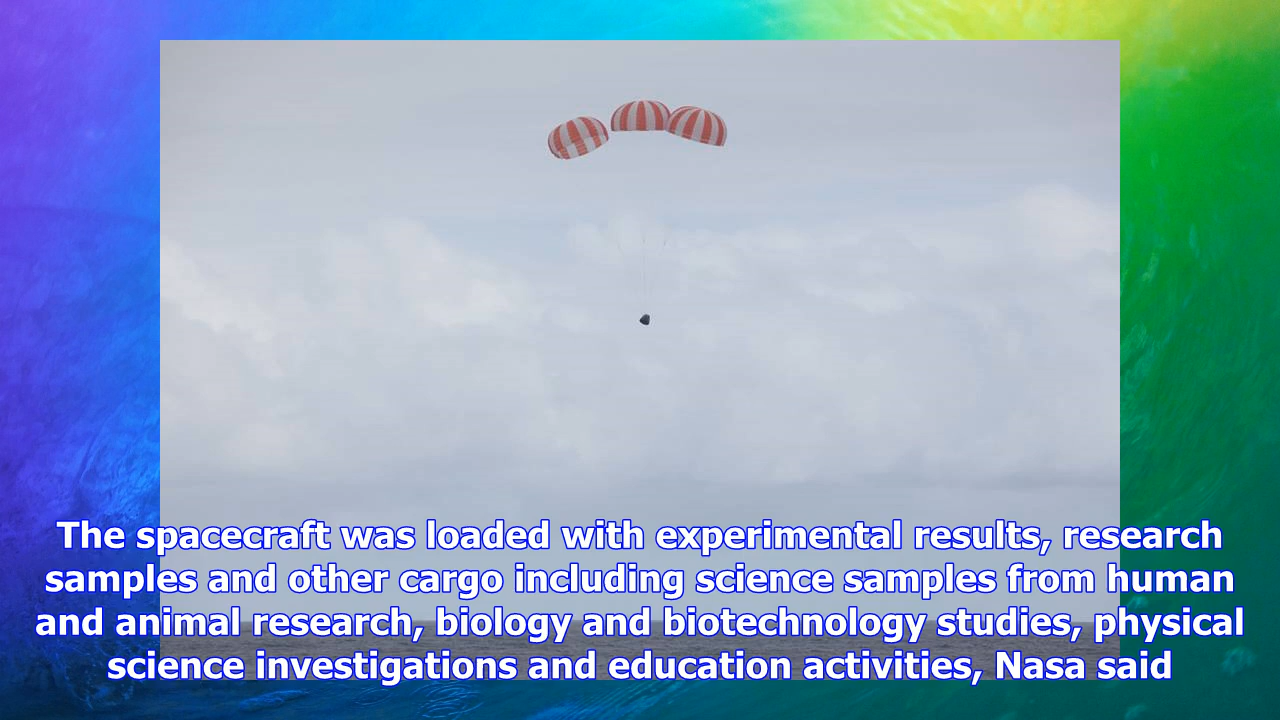 The spacecraft was loaded with experimental results, research
samples and other cargo including science samples from human
and animal research, biology and biotechnology studies, physical
science investigations and education activities, Nasa said